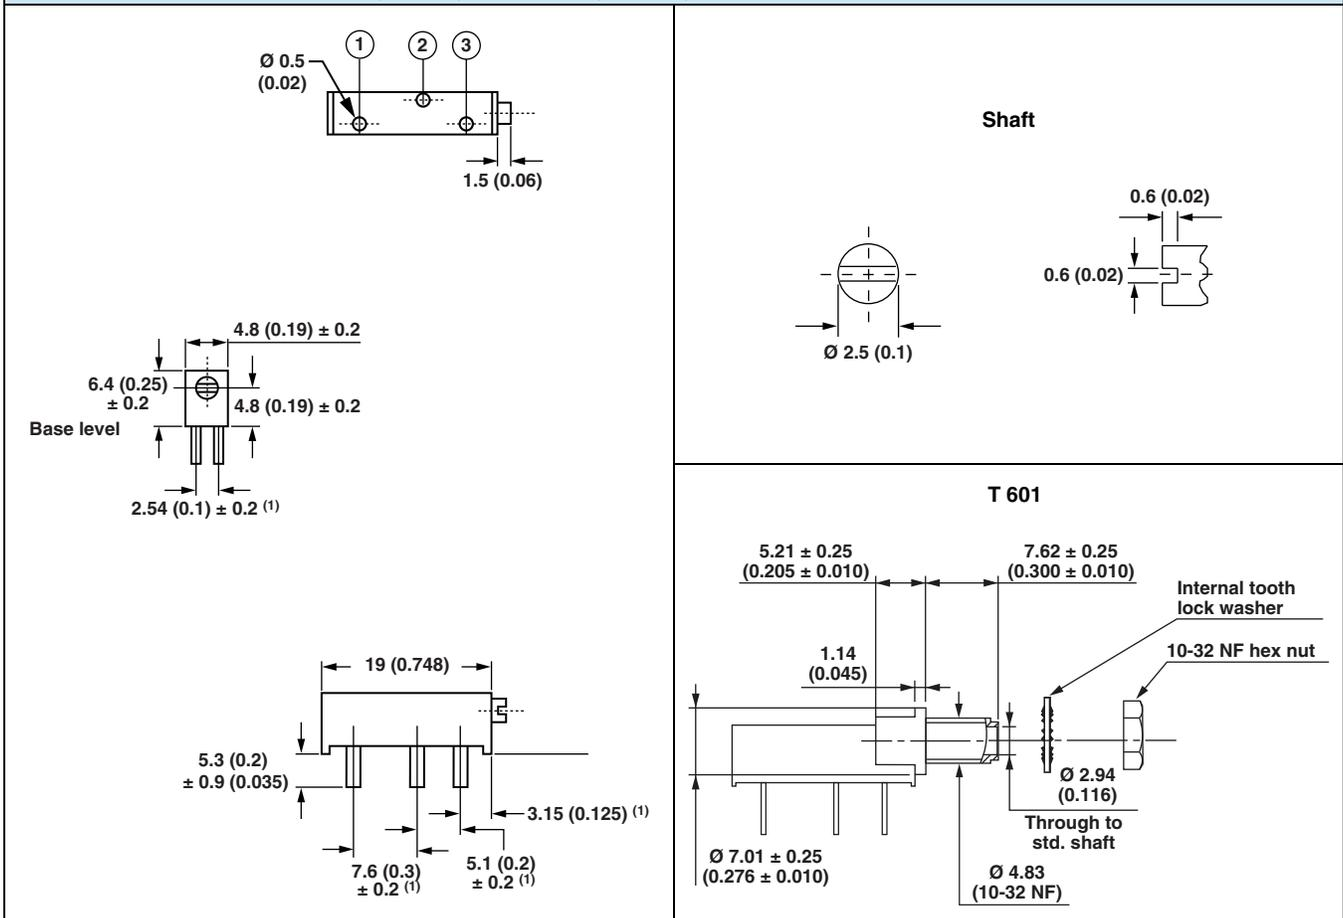 1
2
3
Ø 0.5
(0.02)
1.5 (0.06)
4.8 (0.19) ± 0.2
6.4 (0.25)
± 0.2
4.8 (0.19) ± 0.2
Base level
2.54 (0.1) ± 0.2 (1)
19 (0.748)
5.3 (0.2)
± 0.9 (0.035)
3.15 (0.125) (1)
7.6 (0.3)
± 0.2 (1)
5.1 (0.2)
± 0.2 (1)
Shaft
0.6 (0.02)
0.6 (0.02)
Ø 2.5 (0.1)
T 601
5.21 ± 0.25
(0.205 ± 0.010)
7.62 ± 0.25
(0.300 ± 0.010)
Internal tooth
lock washer
1.14
(0.045)
10-32 NF hex nut
Ø 2.94
(0.116)
Through to
std. shaft
Ø 7.01 ± 0.25
(0.276 ± 0.010)
Ø 4.83
(10-32 NF)